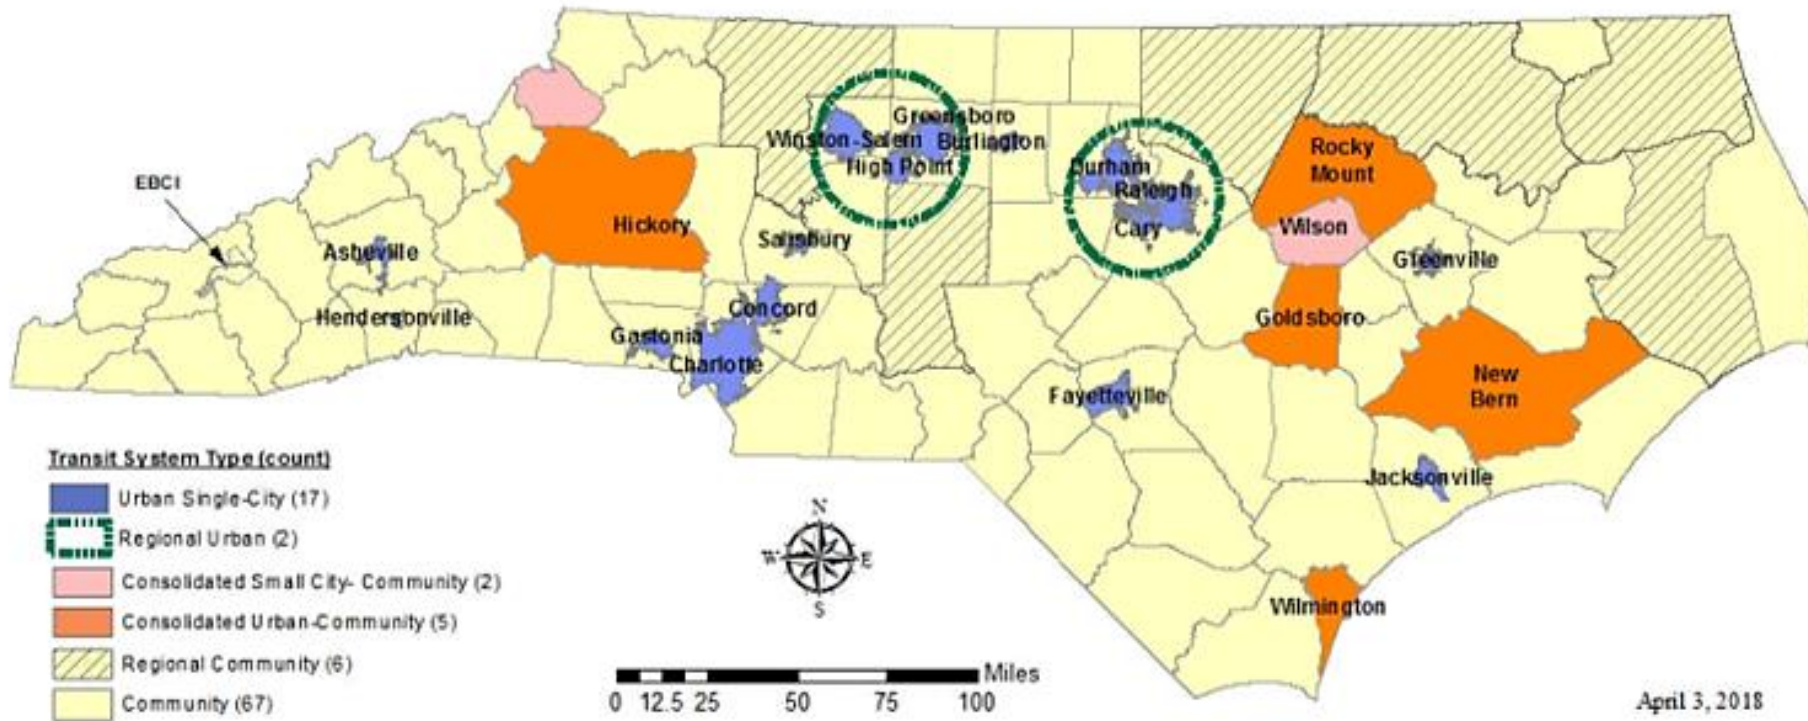 Greensboro
Winston-Salem
Burlington
High Point
Durham
Raleigh
Cary
Rocky
Mount
Wilson
EBCI
Hickory
Salisbury
Asheville
Greenville
Hendersonville
Concord
Gastonia
Charlotte
Goldsboro
Fayetteville
New
Bern
Jacksonville
Wilmington
Transit System Type (count)
Urban Single-City (17)
Regional Urban (2)
Consolidated Small City- Community (2)
Consolidated Urban-Community (5)
Regional Community (6)
Community (67)
N
W E
S
Miles
0 12.5 25 50 75 100
April 3, 2018